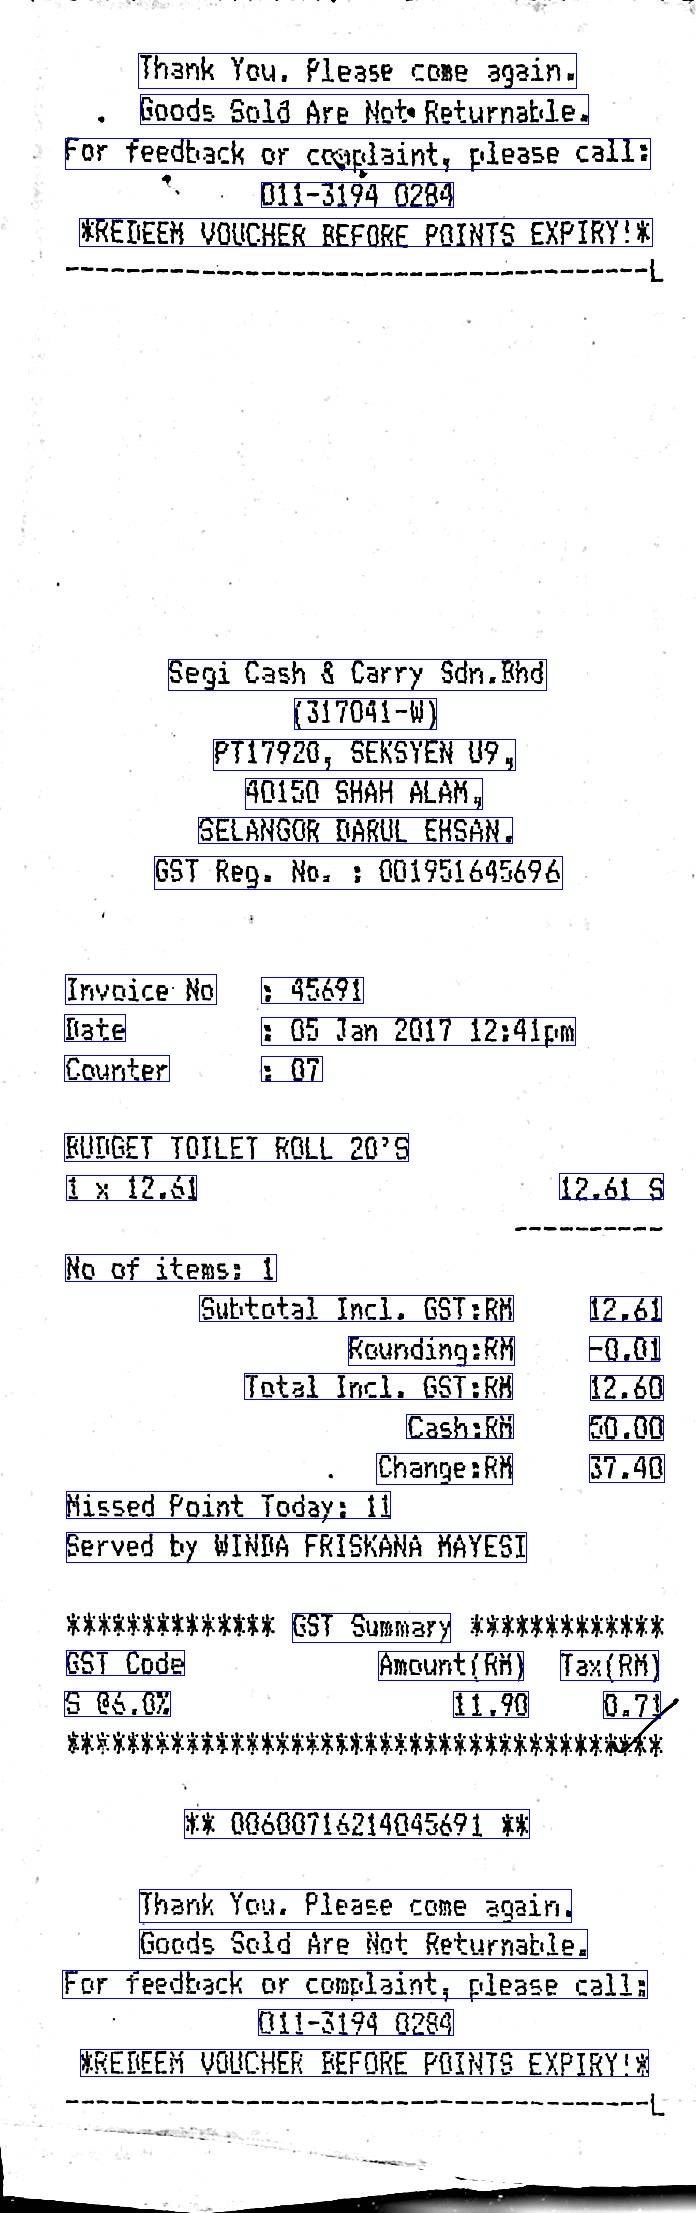 Thank You. Please come again.
Goods Sold Are Not Returnable.
For feedback or complaint, please call:
011-3194 0284
*REDEEM VOUCHER BEFORE POINTS EXPIRY!*
---------------------------------------L
Segi Cash & Carry Sdn.Bhd
(317041-W)
PT17920, SEKSYEN U9,
40150 SHAH ALAM,
SELANGOR DARUL EHSAN.
GST Reg. No. : 001951645696
Invoice No : 45691
Date : 05 Jan 2017 12:41pm
Counter : 07
BUDGET TOILET ROLL 20'S
1 x 12.61 12.61 S
----------
No of items: 1
Subtotal Incl. GST:RM 12.61
Rounding:RM -0.01
Total Incl. GST:RM 12.60
Cash:RM 50.00
Change:RM 37.40
Missed Point Today: 11
Served by WINDA FRISKANA MAYESI
************** GST Summary *************
GST Code Amount(RM) Tax(RM)
S @6.0% 11.90 0.71
****************************************
** 00600716214045691 **
Thank You. Please come again.
Goods Sold Are Not Returnable.
For feedback or complaint, please call:
011-3194 0284
*REDEEM VOUCHER BEFORE POINTS EXPIRY!*
---------------------------------------L